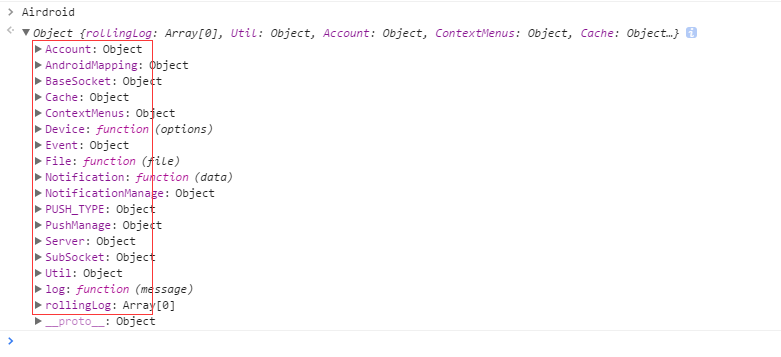 Airdroid
Object {rollingLog: Array[0], Util: Object, Account: Object, ContextMenus: Object, Cache: Object…}
Account: Object
AndroidMapping: Object
BaseSocket: Object
Cache: Object
ContextMenus: Object
Device: function (options)
Event: Object
File: function (file)
Notification: function (data)
NotificationManage: Object
PUSH_TYPE: Object
PushManage: Object
Server: Object
SubSocket: Object
Util: Object
log: function (message)
rollingLog: Array[0]
__proto__: Object